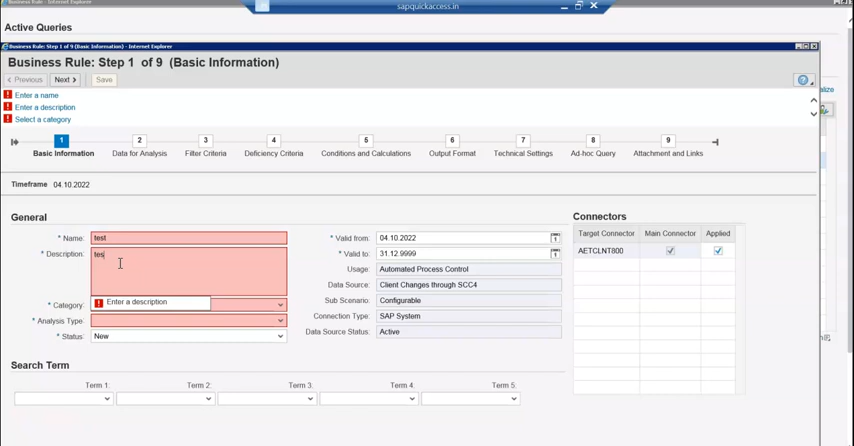 Business Rule - Internet Explorer
sapquickaccess.in
Active Queries
Business Rule: Step 1 of 9 (Basic Information) - Internet Explorer
Business Rule: Step 1 of 9 (Basic Information)
Previous Next Save
Enter a name
Enter a description
Select a category
1 2 3 4 5 6 7 8 9
Basic Information Data for Analysis Filter Criteria Deficiency Criteria Conditions and Calculations Output Format Technical Settings Ad-hoc Query Attachment and Links
Timeframe 04.10.2022
General
* Name: test
* Description: tes
Enter a description
* Category:
* Analysis Type:
* Status: New
* Valid from: 04.10.2022
* Valid to: 31.12.9999
Usage: Automated Process Control
Data Source: Client Changes through SCC4
Sub Scenario: Configurable
Connection Type: SAP System
Data Source Status: Active
Connectors
Target Connector Main Connector Applied
AETCLNT800
Search Term
Term 1: Term 2: Term 3: Term 4: Term 5: